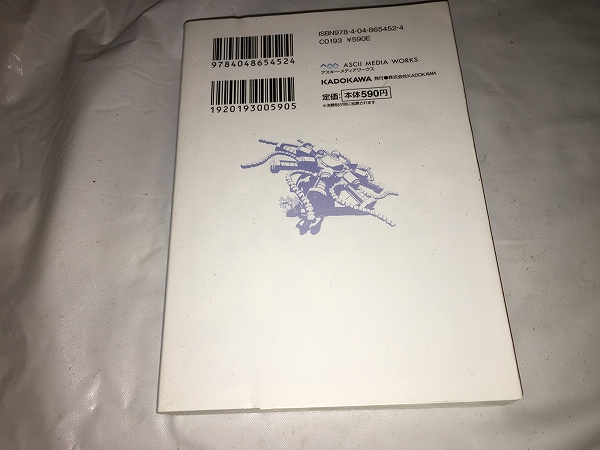 ISBN978-4-04-865452-4
C0193 ¥590E
9784048654524
ASCII MEDIA WORKS
アスキー・メディアワークス
KADOKAWA 発行●株式会社KADOKAWA
定価: 本体590円
※消費税が別に加算されます
1920193005905